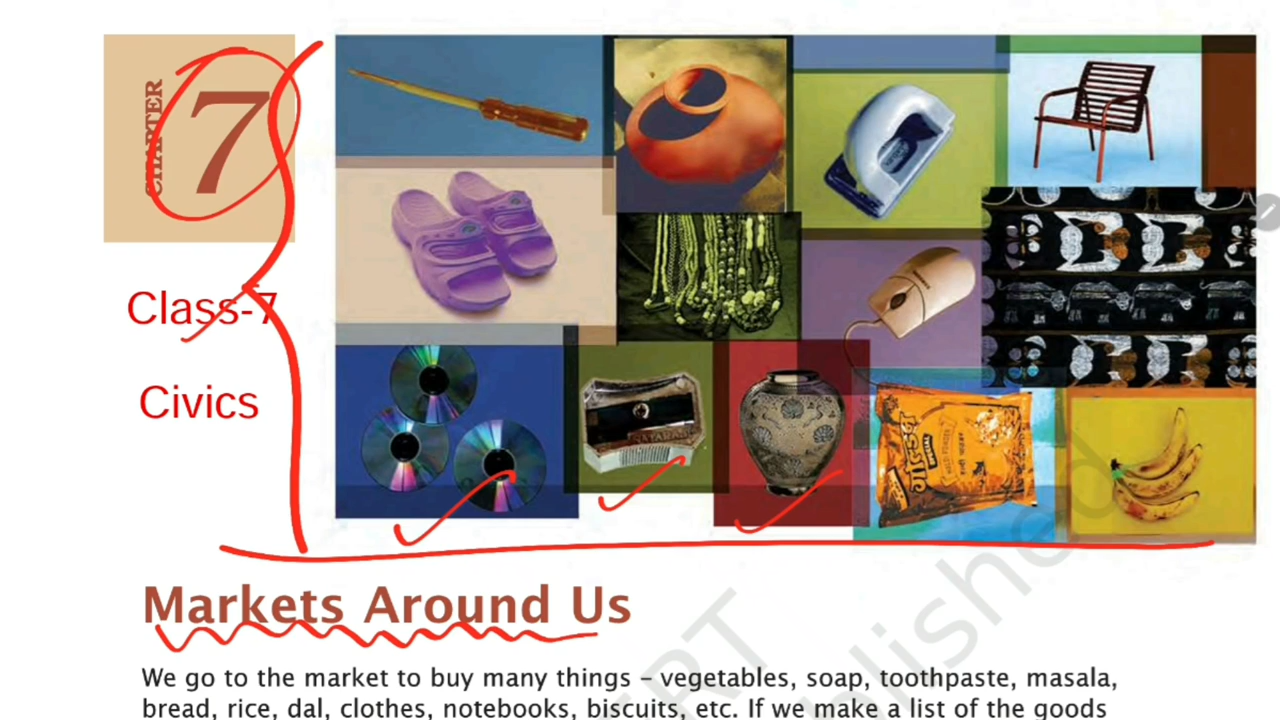 CHAPTER
7
Class-7
Civics
NATARAJ
Markets Around Us
We go to the market to buy many things – vegetables, soap, toothpaste, masala,
bread, rice, dal, clothes, notebooks, biscuits, etc. If we make a list of the goods